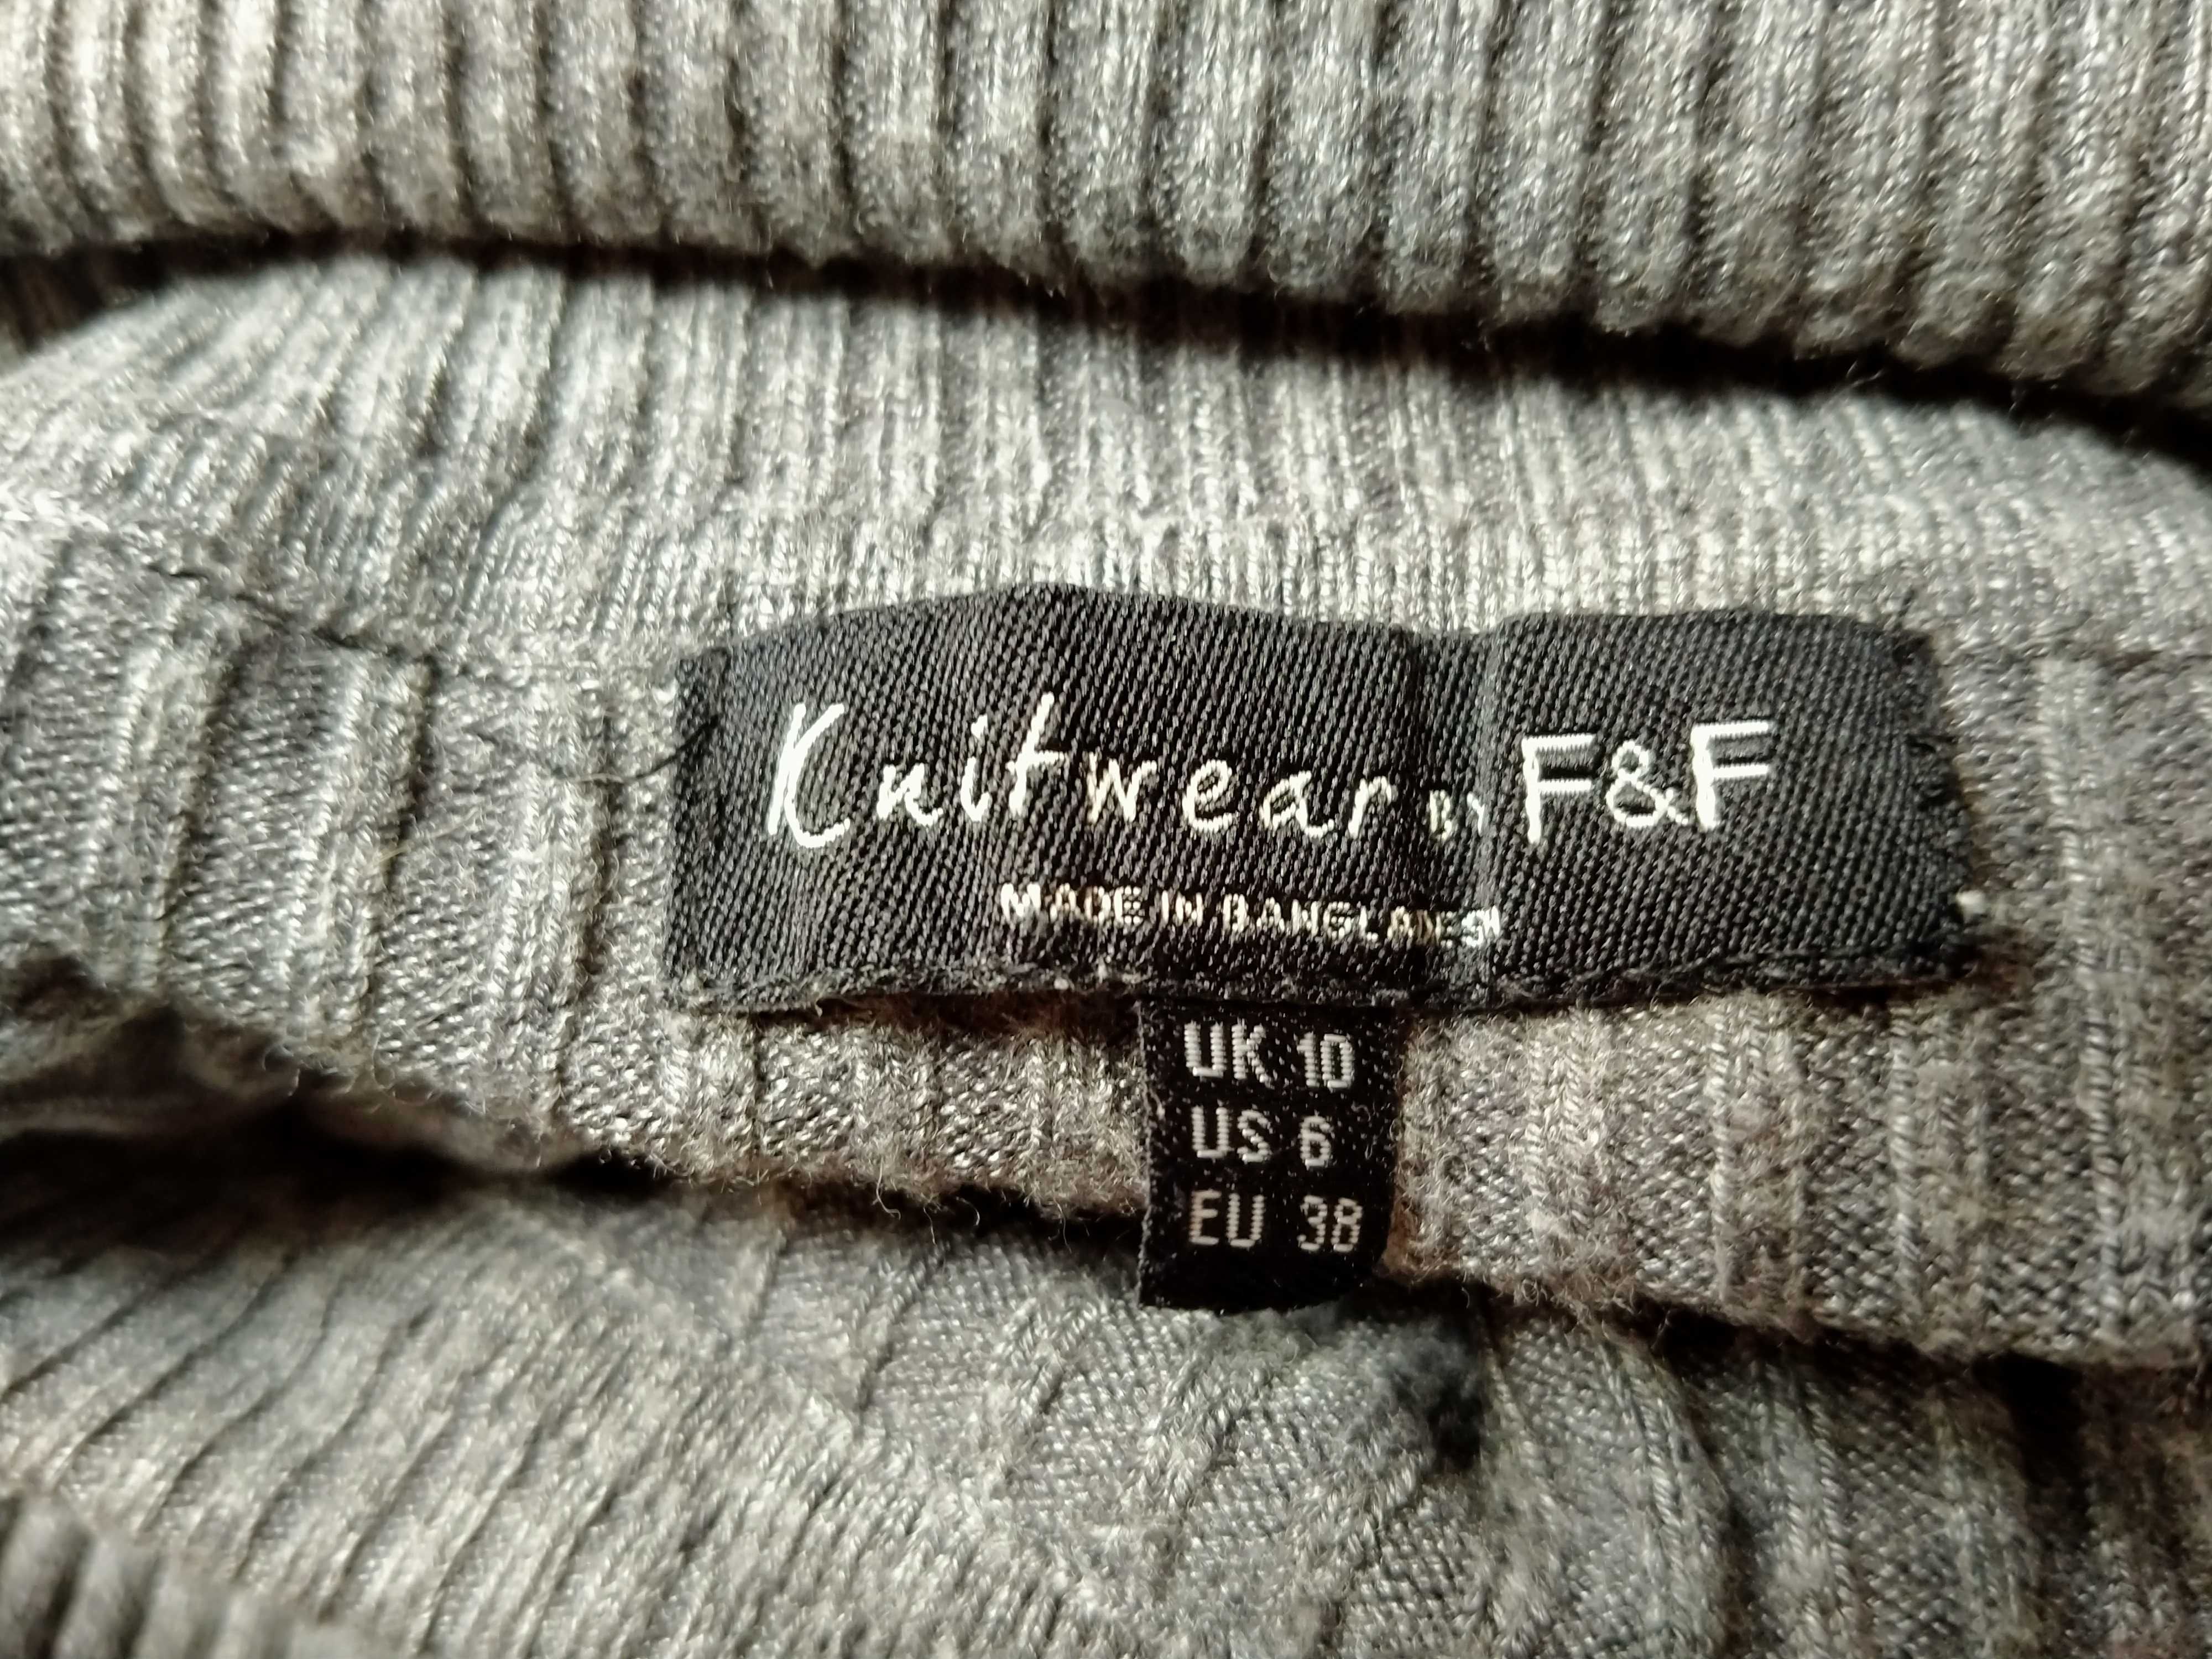 Knitwear BY F&F
MADE IN BANGLADESH
UK 10
US 6
EU 38